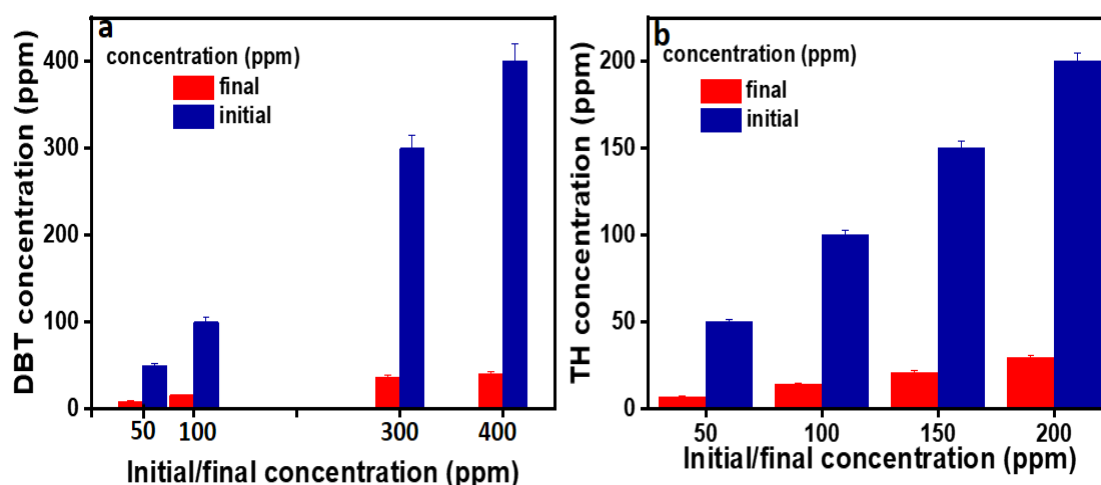 a
concentration (ppm)
final
initial
DBT concentration (ppm)
400
300
200
100
0
50 100 300 400
Initial/final concentration (ppm)
b
concentration (ppm)
final
initial
TH concentration (ppm)
200
150
100
50
0
50 100 150 200
Initial/final concentration (ppm)